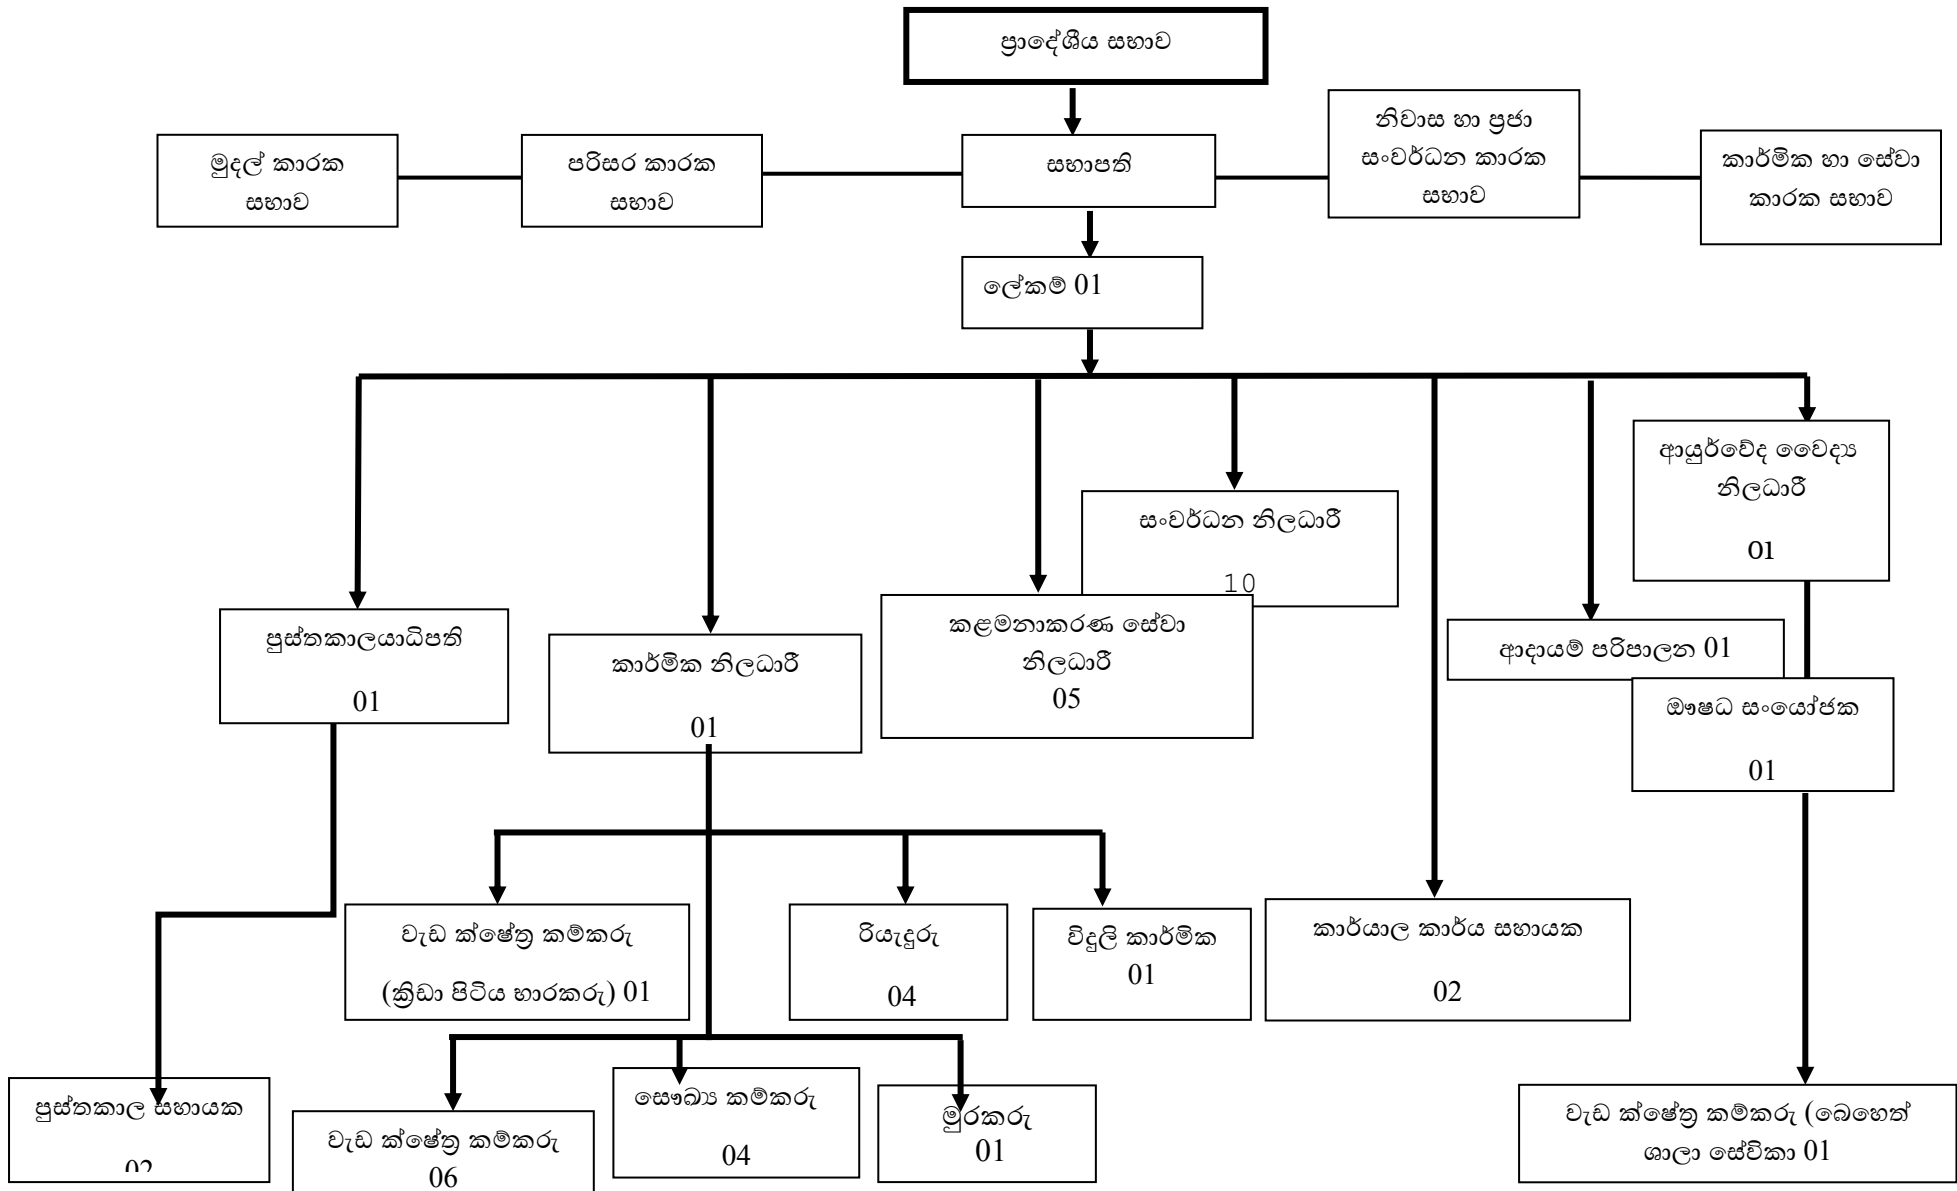 ප්‍රාදේශීය සභාව
මුදල් කාරක
සභාව
පරිසර කාරක
සභාව
සභාපති
නිවාස හා ප්‍රජා
සංවර්ධන කාරක
සභාව
කාර්මික හා සේවා
කාරක සභාව
ලේකම් 01
ආයුර්වේද වෛද්‍ය
නිලධාරී
01
සංවර්ධන නිලධාරී
10
පුස්තකාලයාධිපති
01
කාර්මික නිලධාරී
01
කළමනාකරණ සේවා
නිලධාරී
05
ආදායම් පරිපාලන 01
ඖෂධ සංයෝජක
01
වැඩ ක්ෂේත්‍ර කම්කරු
(ක්‍රිඩා පිටිය භාරකරු) 01
රියැදුරු
04
විදුලි කාර්මික
01
කාර්යාල කාර්ය සහායක
02
පුස්තකාල සහායක
02
වැඩ ක්ෂේත්‍ර කම්කරු
06
සෞඛ්‍ය කම්කරු
04
මුරකරු
01
වැඩ ක්ෂේත්‍ර කම්කරු (බෙහෙත්
ශාලා සේවිකා 01